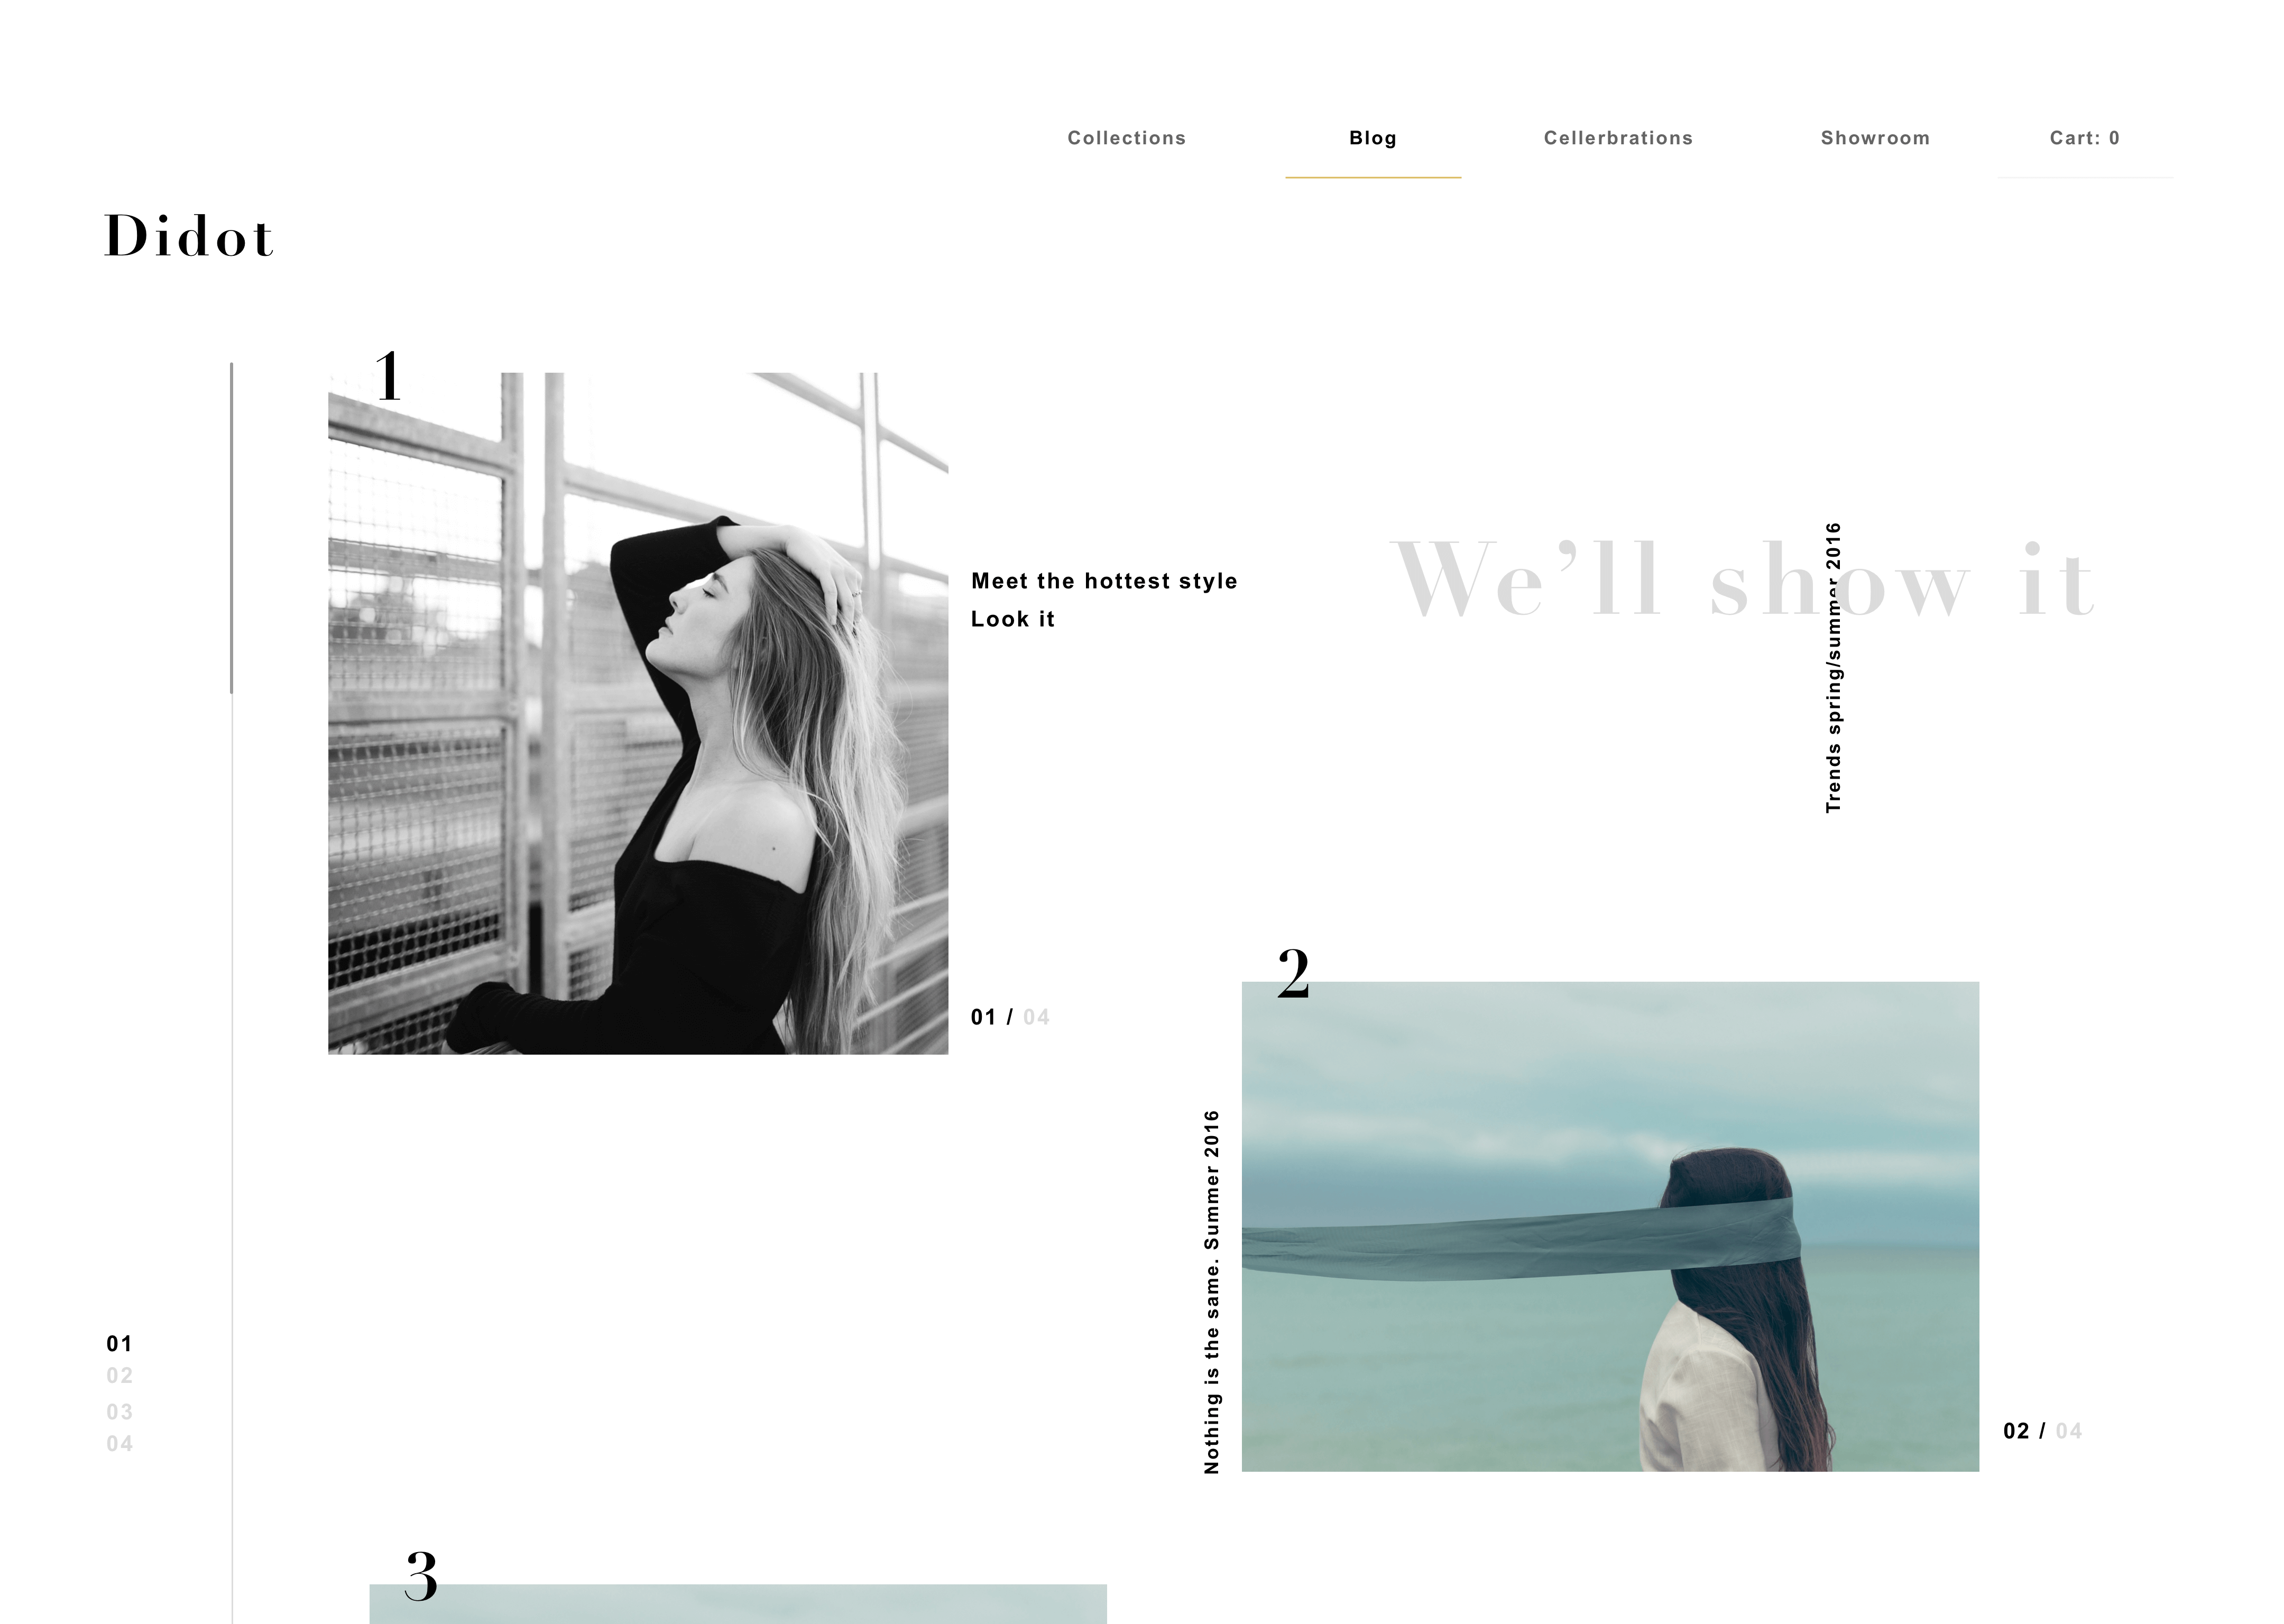 Collections
Blog
Cellerbrations
Showroom
Cart: 0
Didot
1
Meet the hottest style
Look it
We’ll show it
Trends spring/summer 2016
01 / 04
2
Nothing is the same. Summer 2016
02 / 04
01
02
03
04
3